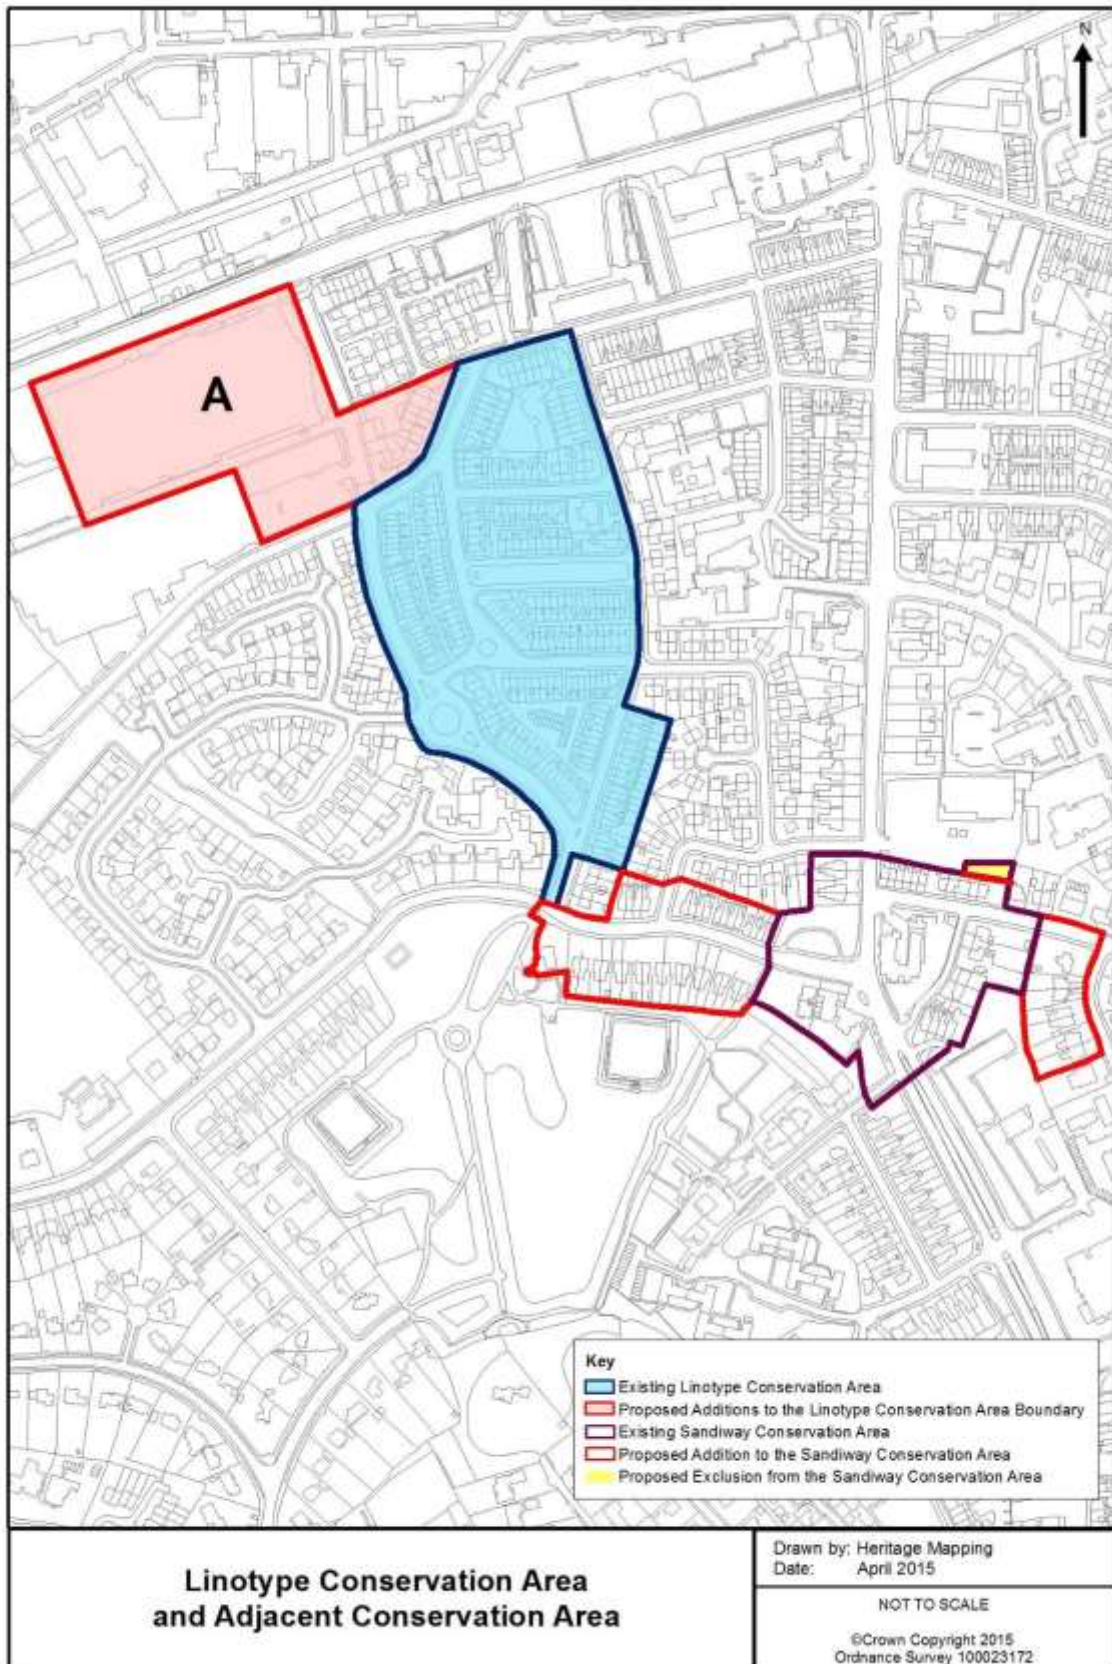 N
A
Key
Existing Linotype Conservation Area
Proposed Additions to the Linotype Conservation Area Boundary
Existing Sandiway Conservation Area
Proposed Addition to the Sandiway Conservation Area
Proposed Exclusion from the Sandiway Conservation Area
Linotype Conservation Area
and Adjacent Conservation Area
Drawn by: Heritage Mapping
Date: April 2015
NOT TO SCALE
©Crown Copyright 2015
Ordnance Survey 100023172